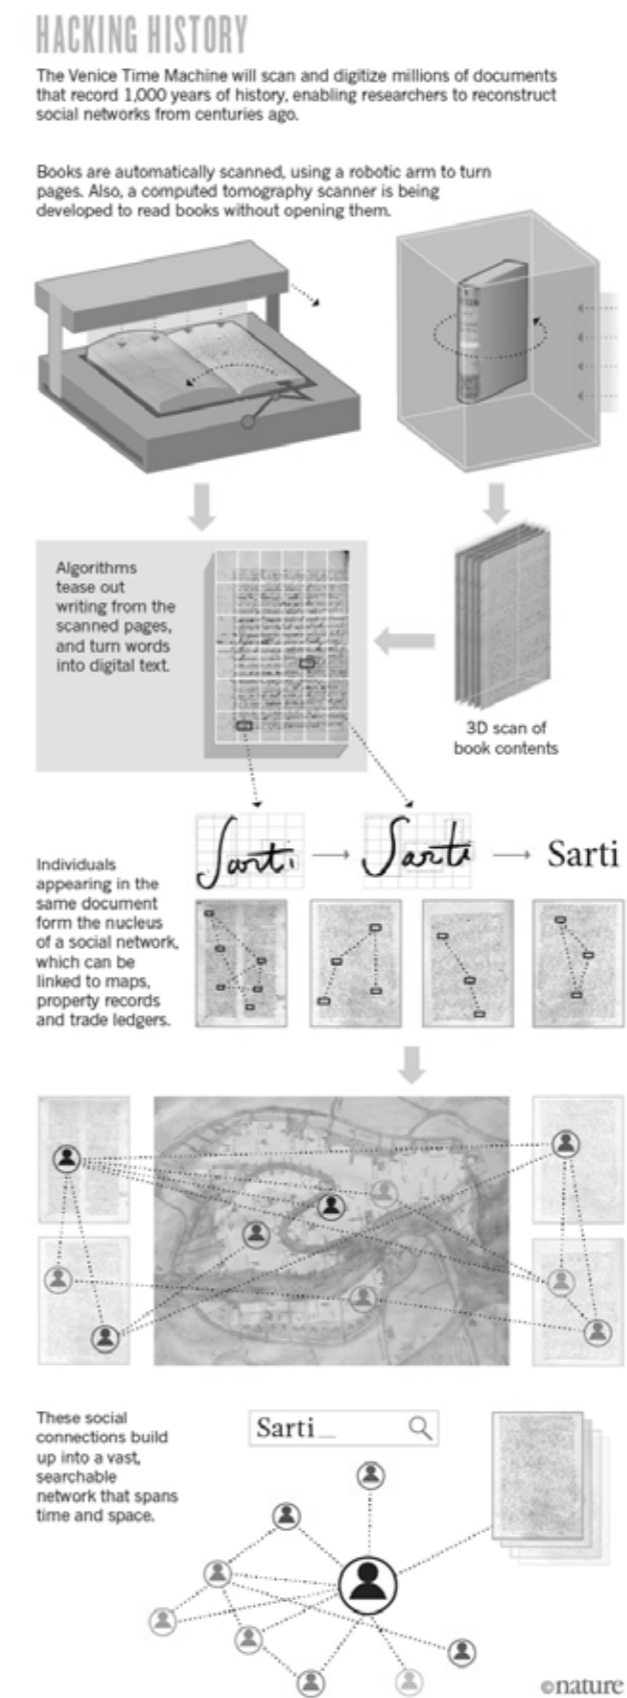 HACKING HISTORY
The Venice Time Machine will scan and digitize millions of documents
that record 1,000 years of history, enabling researchers to reconstruct
social networks from centuries ago.
Books are automatically scanned, using a robotic arm to turn
pages. Also, a computed tomography scanner is being
developed to read books without opening them.
Algorithms
tease out
writing from the
scanned pages,
and turn words
into digital text.
3D scan of
book contents
Sarti
Sarti
Sarti
Individuals
appearing in the
same document
form the nucleus
of a social network,
which can be
linked to maps,
property records
and trade ledgers.
These social
connections build
up into a vast,
searchable
network that spans
time and space.
Sarti_
©nature